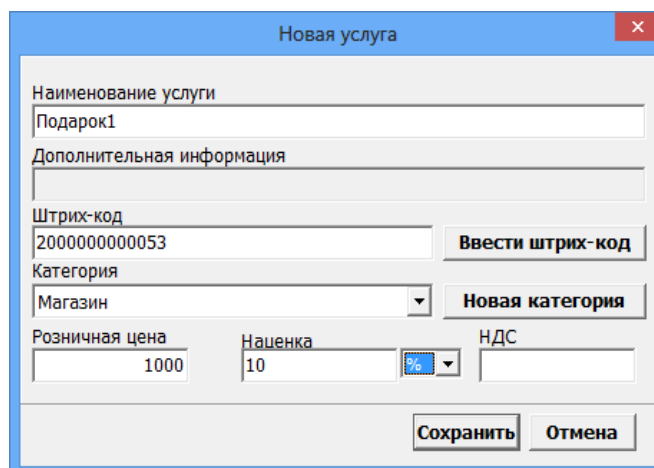 Новая услуга
Наименование услуги
Подарок1
Дополнительная информация
Штрих-код
2000000000053 Ввести штрих-код
Категория
Магазин Новая категория
Розничная цена Наценка НДС
1000 10 %
Сохранить Отмена